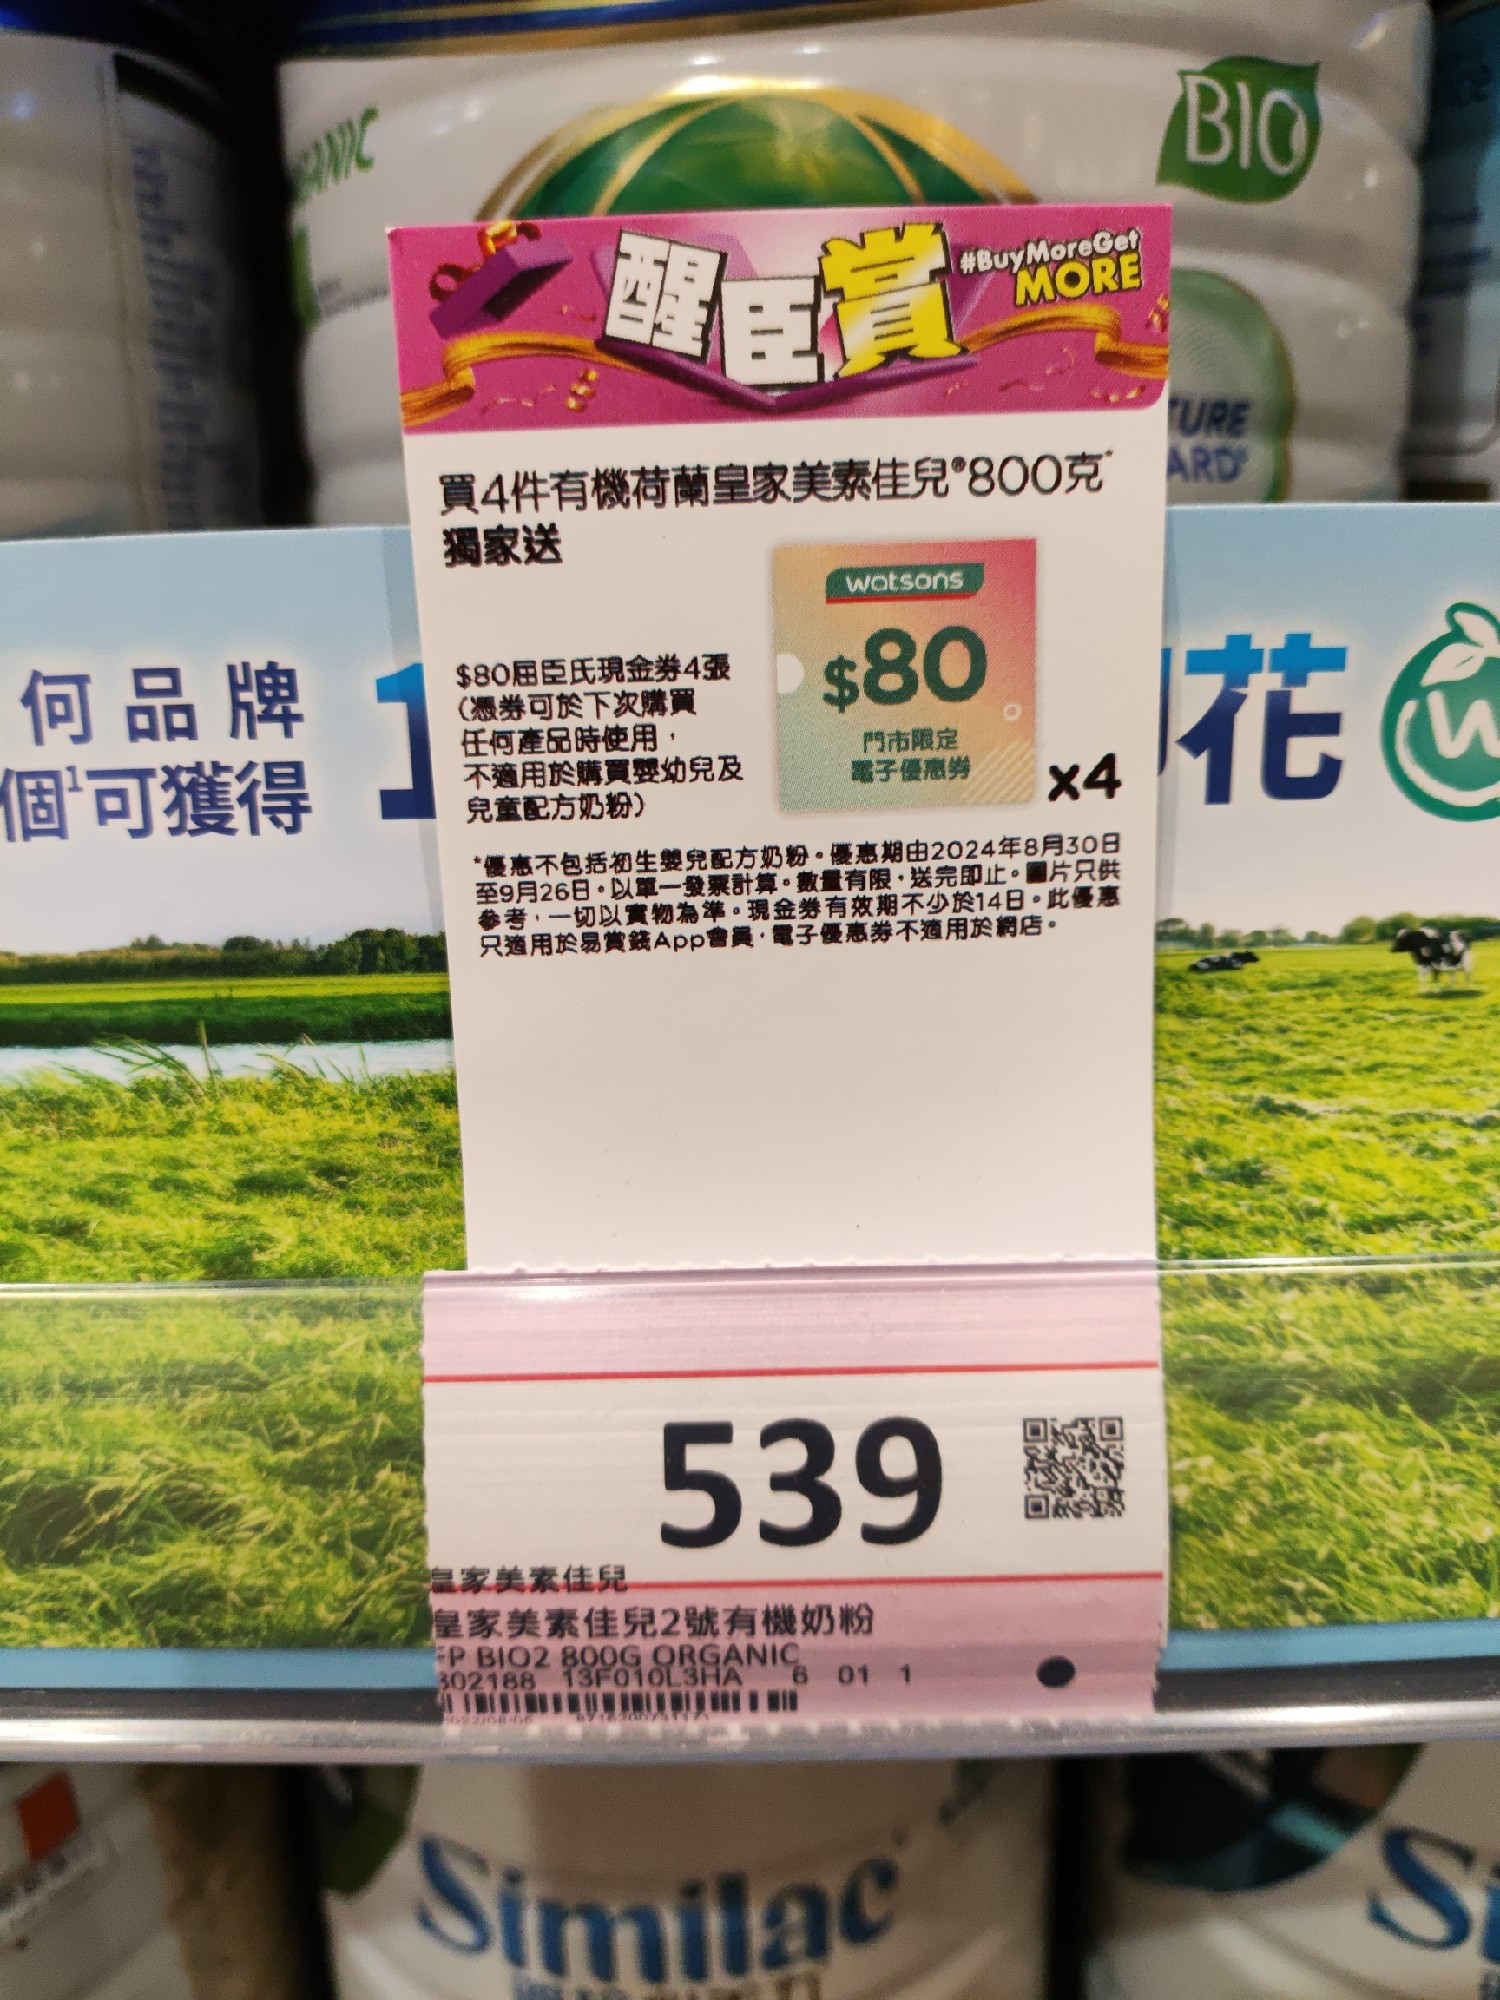 BIO
醒臣賞
#BuyMoreGet
MORE
買4件有機荷蘭皇家美素佳兒®800克*
獨家送
watsons
$80
門市限定
電子優惠券
x4
$80屈臣氏現金券4張
(憑券可於下次購買
任何產品時使用,
不適用於購買嬰幼兒及
兒童配方奶粉)
*優惠不包括初生嬰兒配方奶粉。優惠期由2024年8月30日
至9月26日。以單一發票計算。數量有限,送完即止。圖片只供
參考,一切以實物為準。現金券有效期不少於14日。此優惠
只適用於易賞錢App會員,電子優惠券不適用於網店。
何品牌
個¹可獲得
花
539
皇家美素佳兒
皇家美素佳兒2號有機奶粉
FP BIO2 800G ORGANIC
302188 13F010L3HA 6 01 1
Similac